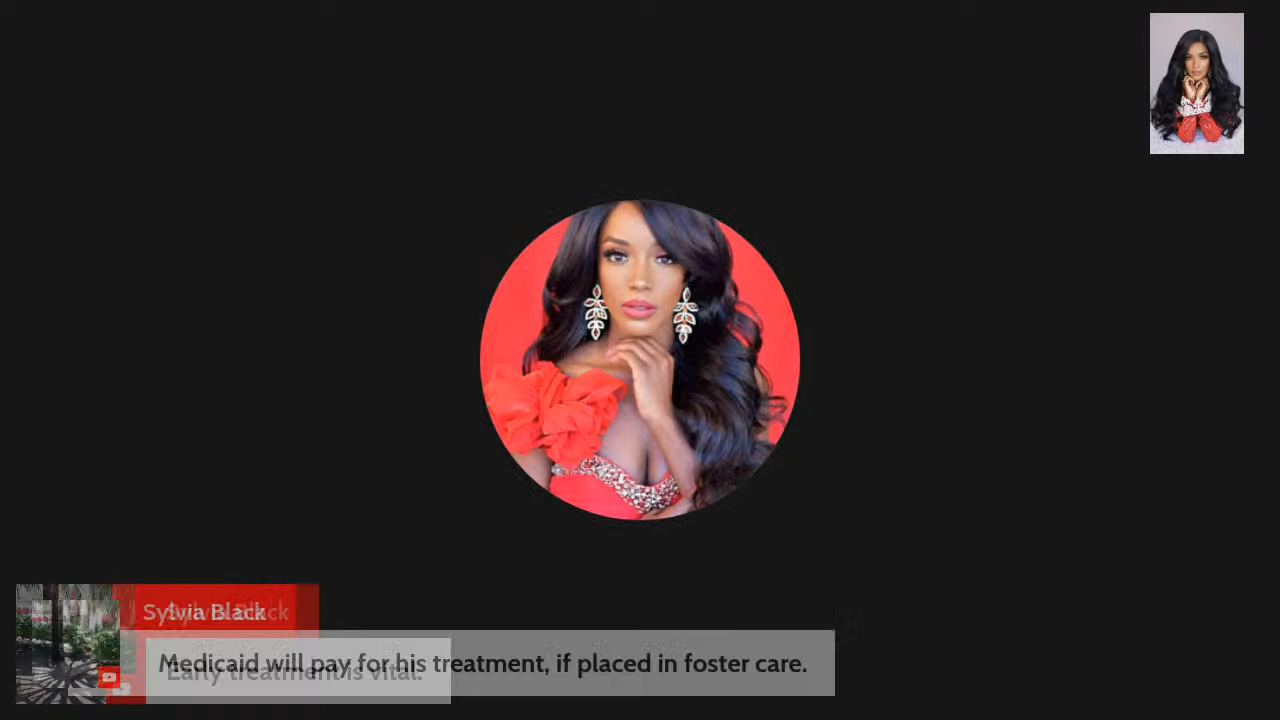 Sylvia Black
Medicaid will pay for his treatment, if placed in foster care.
Early treatment is vital.